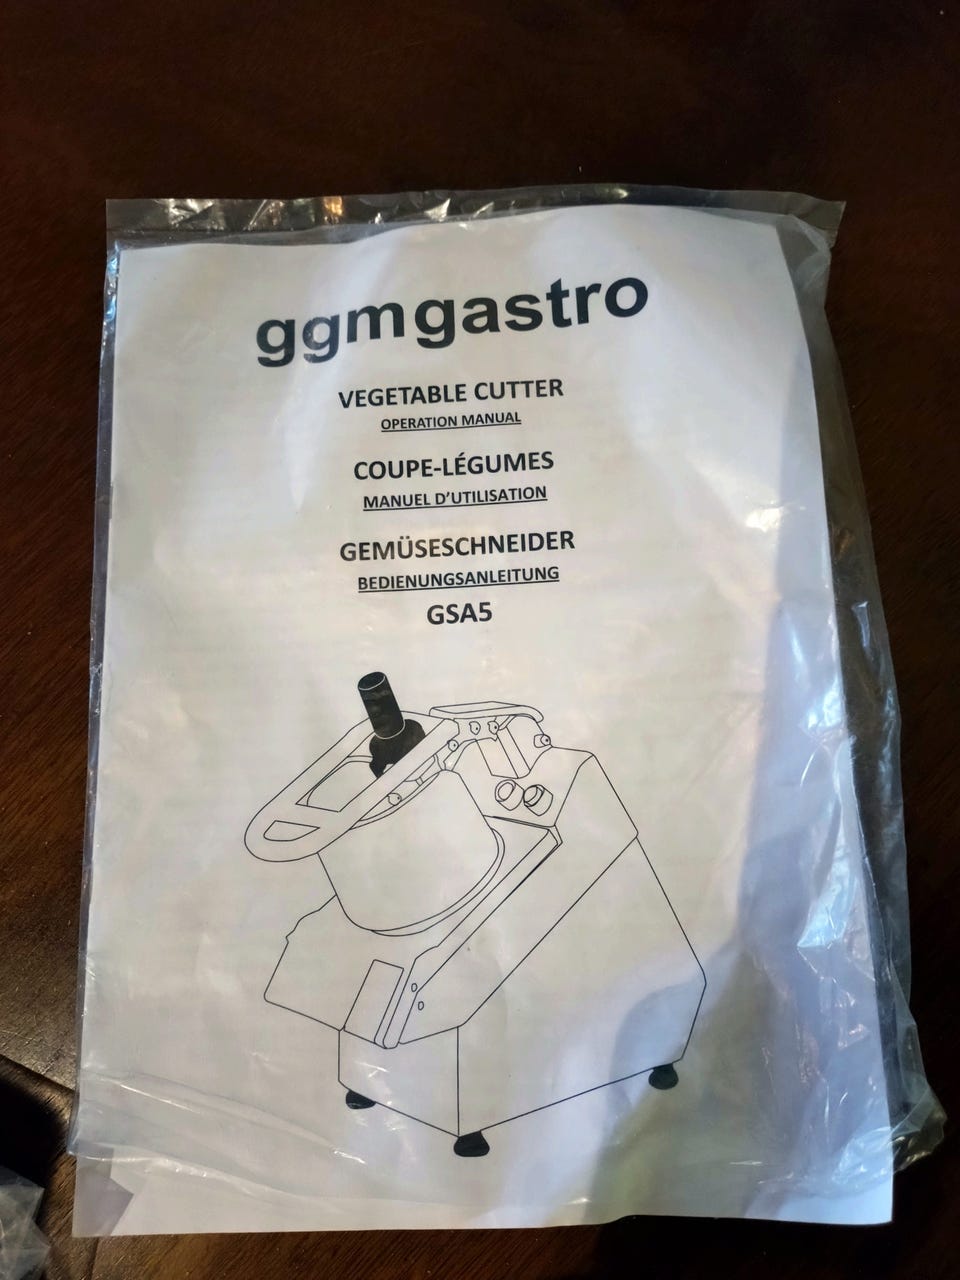 ggmgastro
VEGETABLE CUTTER
OPERATION MANUAL
COUPE-LÉGUMES
MANUEL D'UTILISATION
GEMÜSESCHNEIDER
BEDIENUNGSANLEITUNG
GSA5